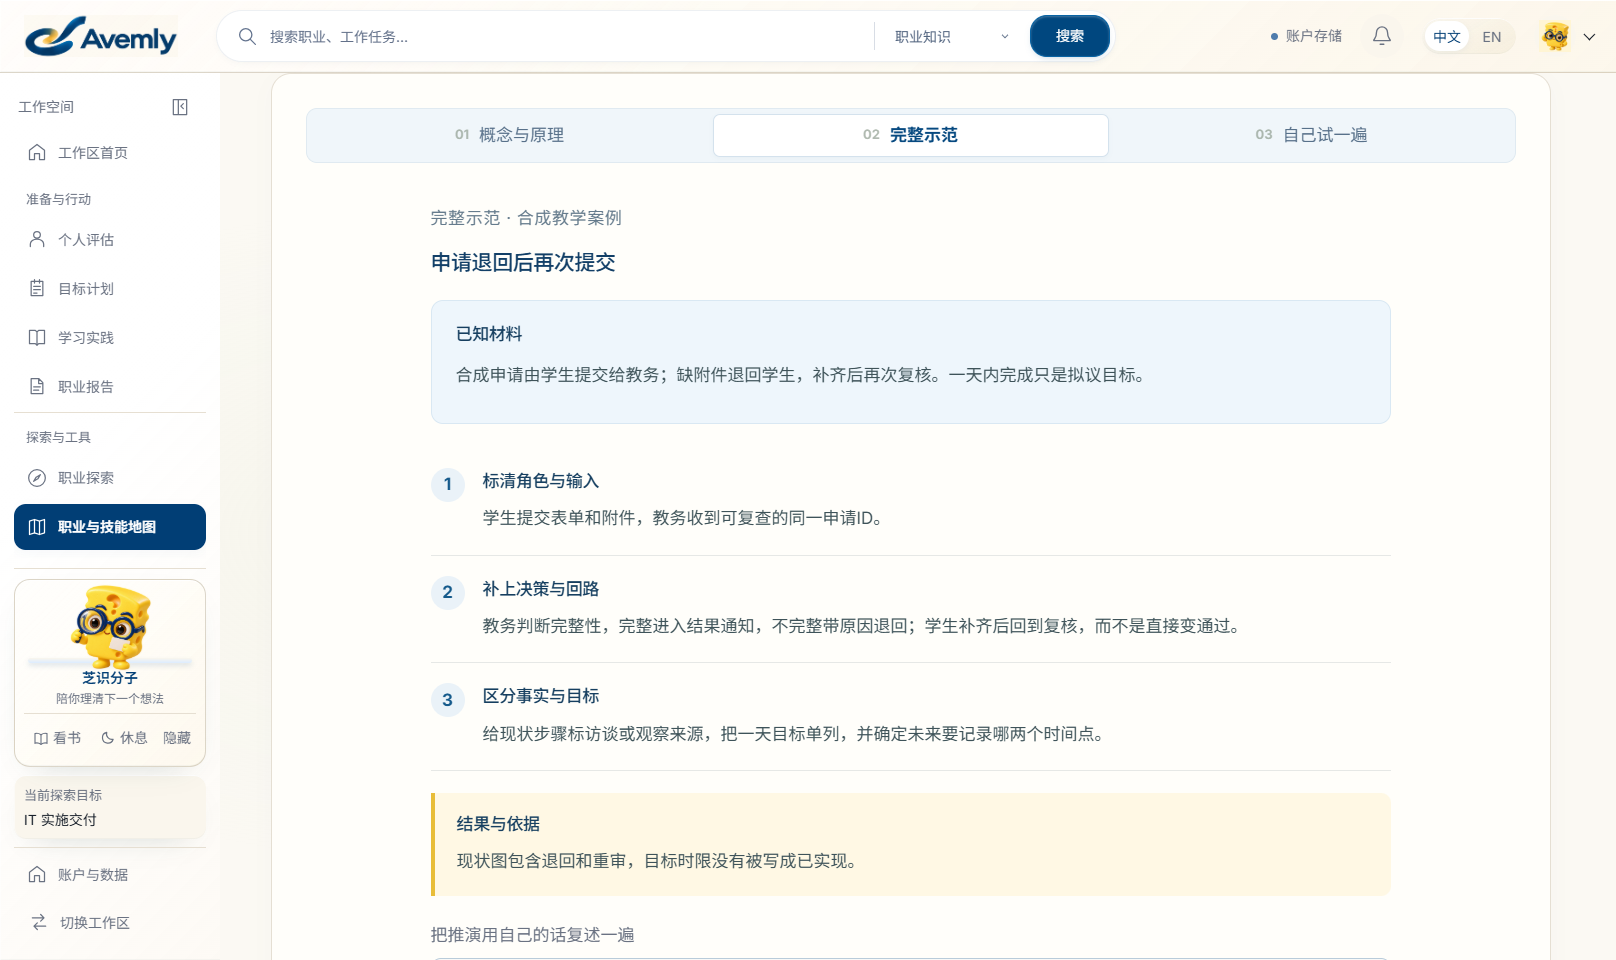 Avemly
搜索职业、工作任务...
职业知识
搜索
账户存储
中文
EN
工作空间
工作区首页
准备与行动
个人评估
目标计划
学习实践
职业报告
探索与工具
职业探索
职业与技能地图
芝识分子
陪你理清下一个想法
看书
休息
隐藏
当前探索目标
IT 实施交付
账户与数据
切换工作区
01 概念与原理
02 完整示范
03 自己试一遍
完整示范 · 合成教学案例
申请退回后再次提交
已知材料
合成申请由学生提交给教务；缺附件退回学生，补齐后再次复核。一天内完成只是拟议目标。
1 标清角色与输入
学生提交表单和附件，教务收到可复查的同一申请ID。
2 补上决策与回路
教务判断完整性，完整进入结果通知，不完整带原因退回；学生补齐后回到复核，而不是直接变通过。
3 区分事实与目标
给现状步骤标访谈或观察来源，把一天目标单列，并确定未来要记录哪两个时间点。
结果与依据
现状图包含退回和重审，目标时限没有被写成已实现。
把推演用自己的话复述一遍